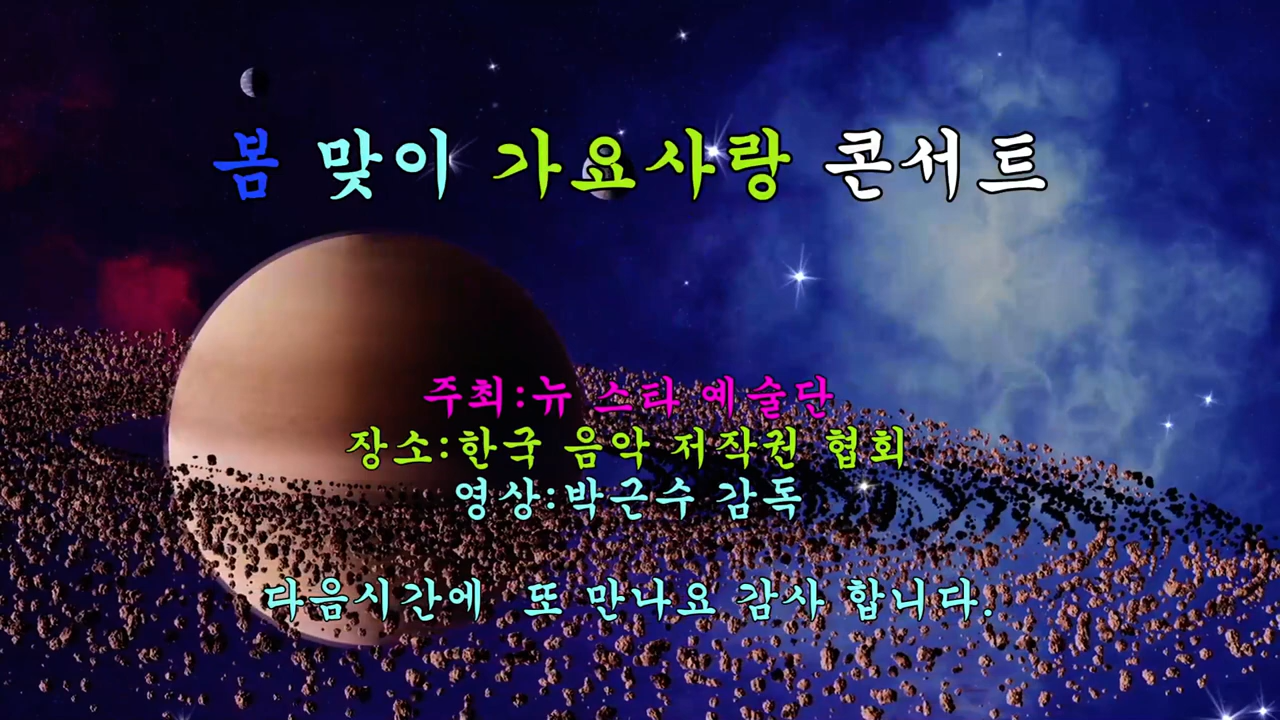 봄 맞이 가요사랑 콘서트
주최:뉴 스타 예술단
장소:한국 음악 저작권 협회
영상:박근수 감독
다음시간에 또 만나요 감사 합니다.